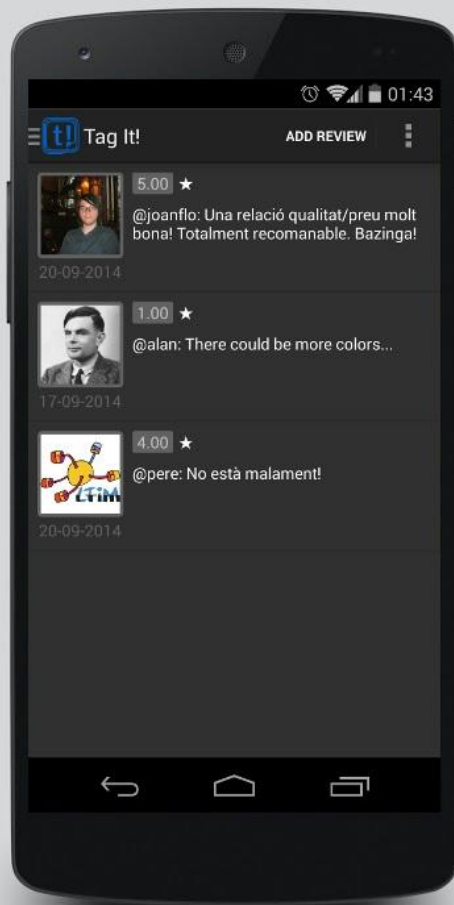 01:43
t! Tag It! ADD REVIEW
5.00
@joanflo: Una relació qualitat/preu molt
bona! Totalment recomanable. Bazinga!
20-09-2014
1.00
@alan: There could be more colors...
17-09-2014
4.00
@pere: No està malament!
LTiM
20-09-2014